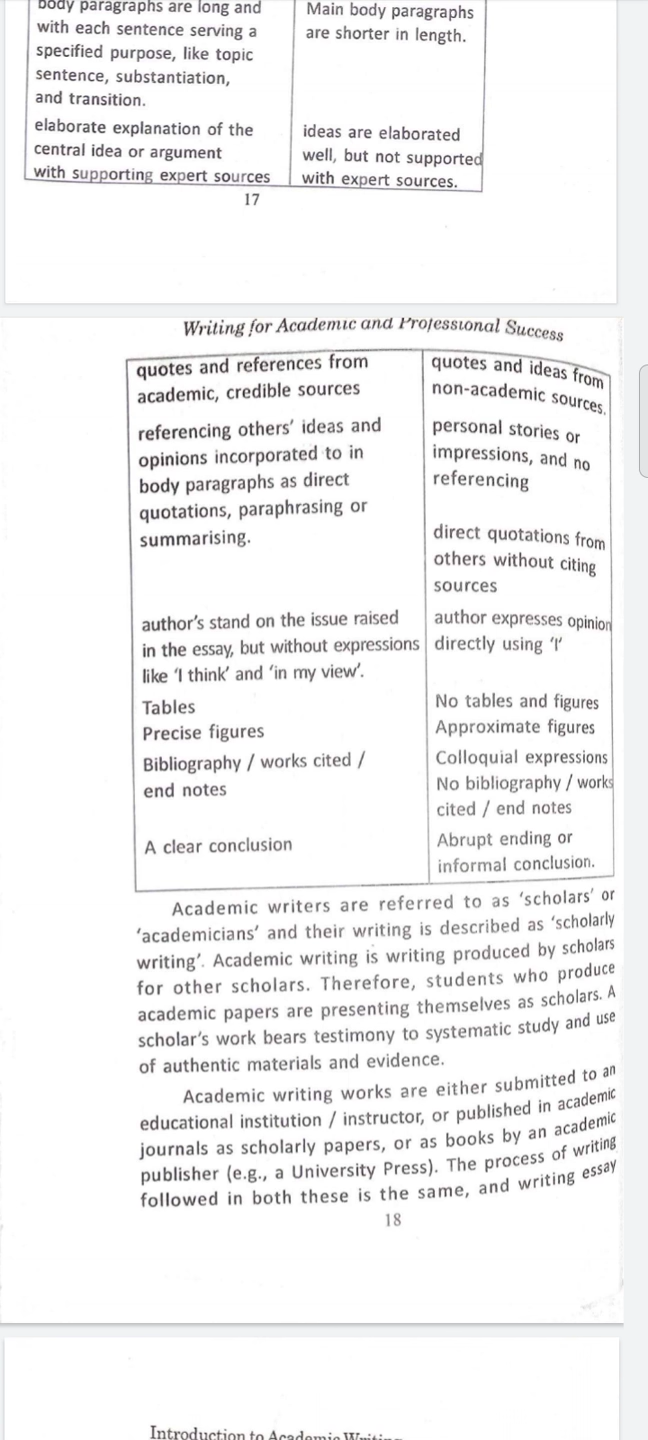 body paragraphs are long and
with each sentence serving a
specified purpose, like topic
sentence, substantiation,
and transition.
elaborate explanation of the
central idea or argument
with supporting expert sources
Main body paragraphs
are shorter in length.
ideas are elaborated
well, but not supported
with expert sources.
17
Writing for Academic and Professional Success
quotes and references from
academic, credible sources
referencing others’ ideas and
opinions incorporated to in
body paragraphs as direct
quotations, paraphrasing or
summarising.
author’s stand on the issue raised
in the essay, but without expressions
like ‘I think’ and ‘in my view’.
Tables
Precise figures
Bibliography / works cited /
end notes
A clear conclusion
quotes and ideas from
non-academic sources.
personal stories or
impressions, and no
referencing
direct quotations from
others without citing
sources
author expresses opinion
directly using ‘I’
No tables and figures
Approximate figures
Colloquial expressions
No bibliography / works
cited / end notes
Abrupt ending or
informal conclusion.
Academic writers are referred to as ‘scholars’ or
‘academicians’ and their writing is described as ‘scholarly
writing’. Academic writing is writing produced by scholars
for other scholars. Therefore, students who produce
academic papers are presenting themselves as scholars. A
scholar’s work bears testimony to systematic study and use
of authentic materials and evidence.
Academic writing works are either submitted to an
educational institution / instructor, or published in academic
journals as scholarly papers, or as books by an academic
publisher (e.g., a University Press). The process of writing
followed in both these is the same, and writing essay
18
Introduction to Academic Writing